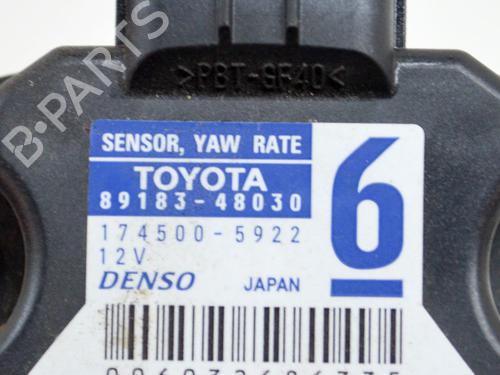 >PBT-GF40<
SENSOR, YAW RATE
TOYOTA
89183-48030
6
174500-5922
12V
DENSO JAPAN
B-PARTS